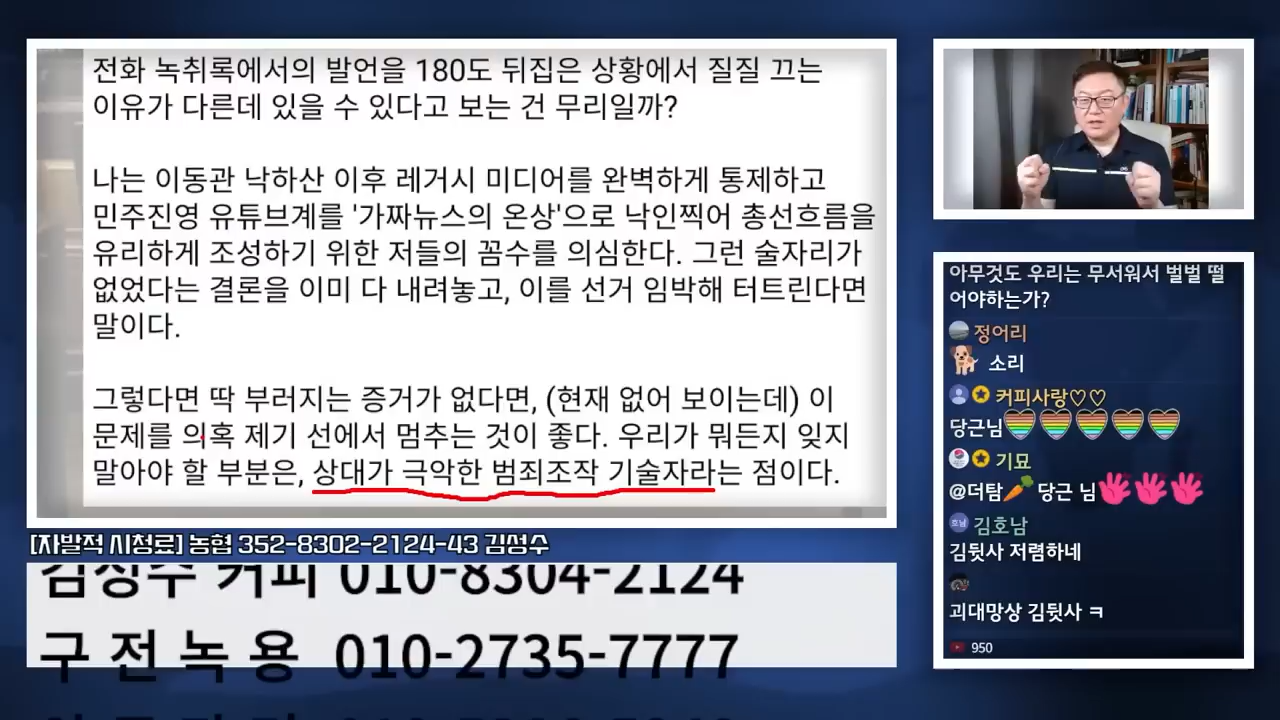 전화 녹취록에서의 발언을 180도 뒤집은 상황에서 질질 끄는
이유가 다른데 있을 수 있다고 보는 건 무리일까?
나는 이동관 낙하산 이후 레거시 미디어를 완벽하게 통제하고
민주진영 유튜브계를 '가짜뉴스의 온상'으로 낙인찍어 총선흐름을
유리하게 조성하기 위한 저들의 꼼수를 의심한다. 그런 술자리가
없었다는 결론을 이미 다 내려놓고, 이를 선거 임박해 터트린다면
말이다.
그렇다면 딱 부러지는 증거가 없다면, (현재 없어 보이는데) 이
문제를 의혹 제기 선에서 멈추는 것이 좋다. 우리가 뭐든지 잊지
말아야 할 부분은, 상대가 극악한 범죄조작 기술자라는 점이다.
[자발적 시청료] 농협 352-8302-2124-43 김성수
김성수 커피 010-8304-2124
구 전 녹 용 010-2735-7777
아무것도 우리는 무서워서 벌벌 떨
어야하는가?
정어리
소리
커피사랑♡♡
당근님
기묘
@더탐🥕 당근 님
호남 김호남
김뒷사 저렴하네
괴대망상 김뒷사 ㅋ
950